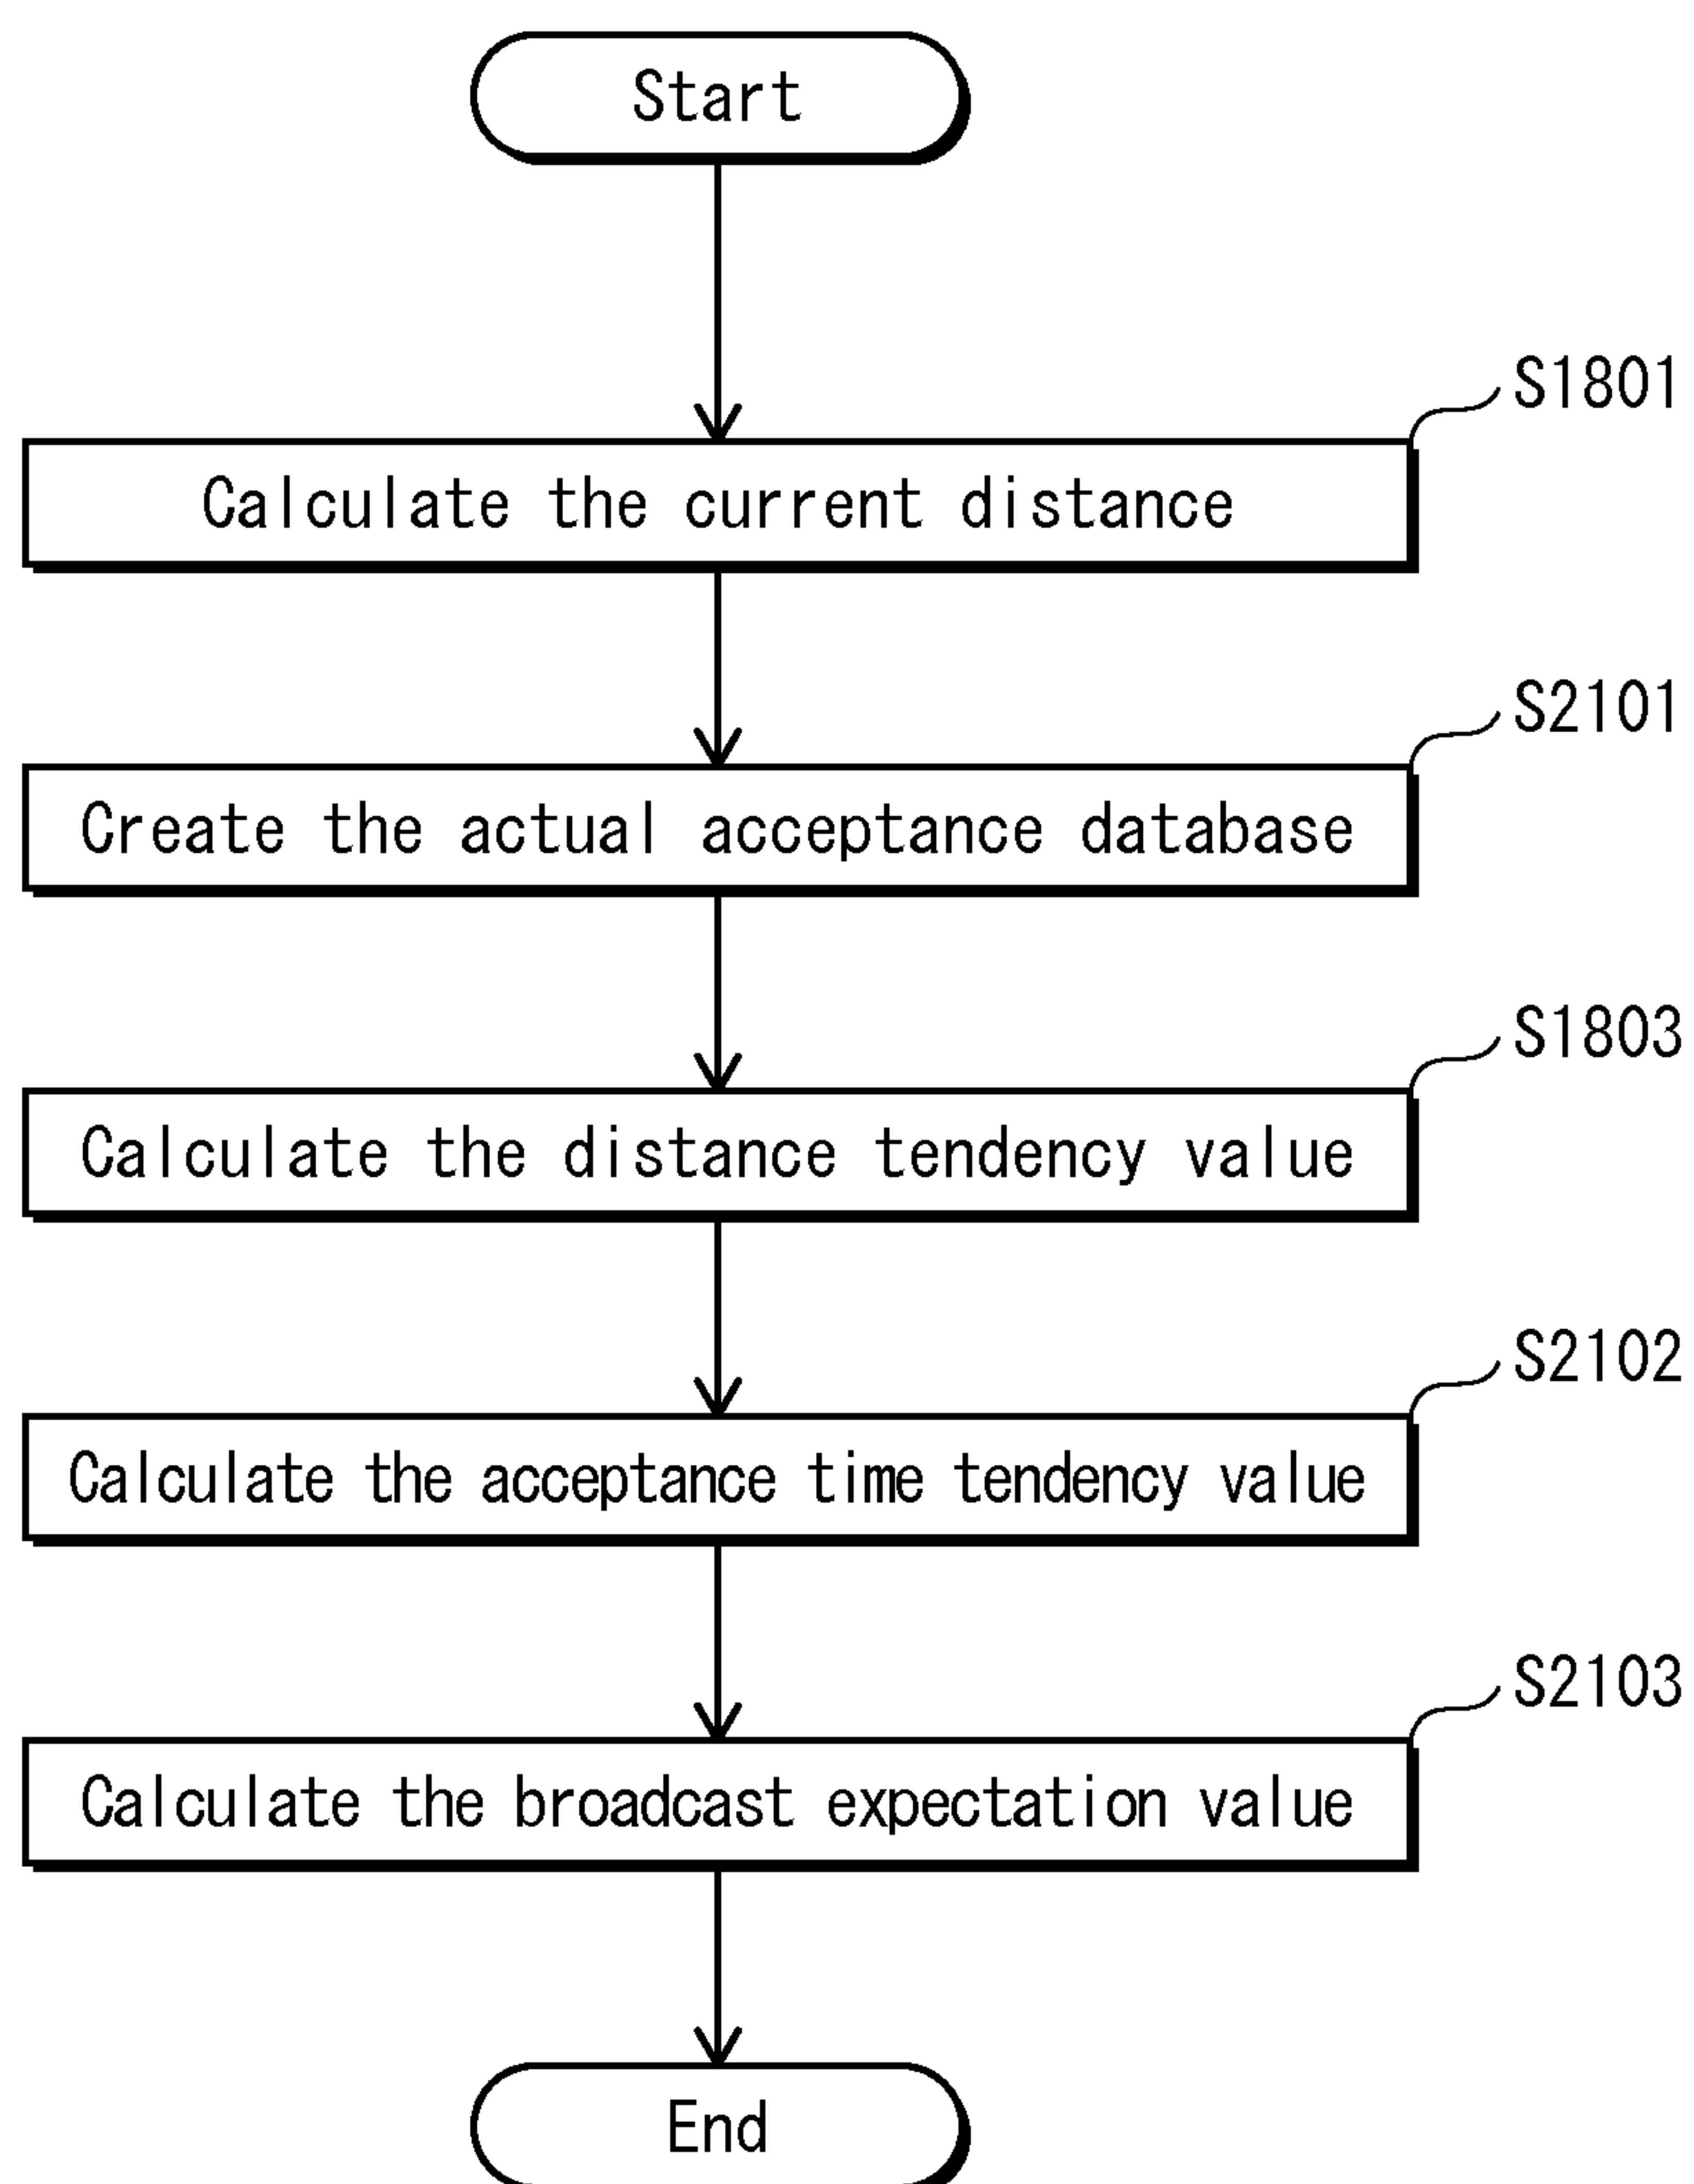 Start
S1801
Calculate the current distance
S2101
Create the actual acceptance database
S1803
Calculate the distance tendency value
S2102
Calculate the acceptance time tendency value
S2103
Calculate the broadcast expectation value
End